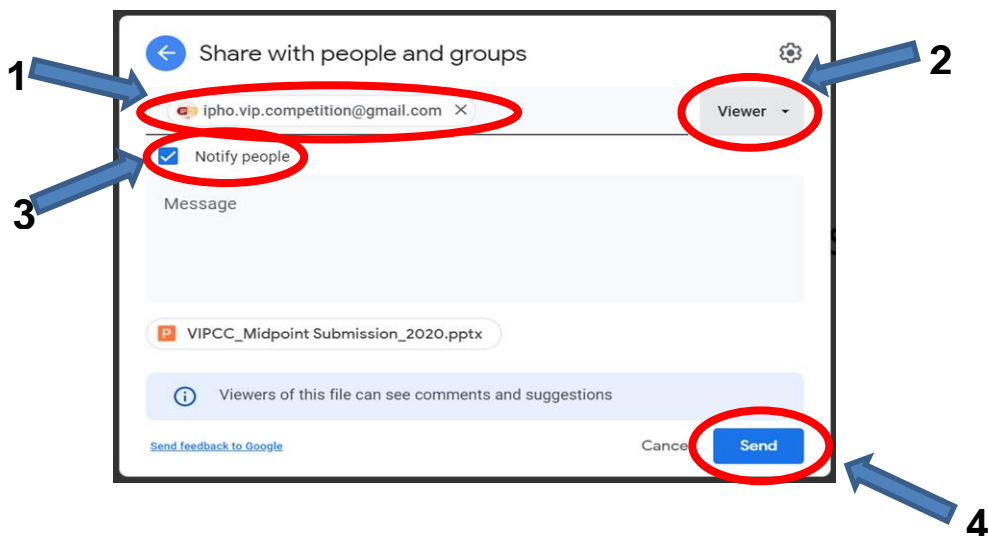 Share with people and groups
1
2
ipho.vip.competition@gmail.com
Viewer
Notify people
3
Message
P VIPCC_Midpoint Submission_2020.pptx
Viewers of this file can see comments and suggestions
Send feedback to Google
Cance
Send
4